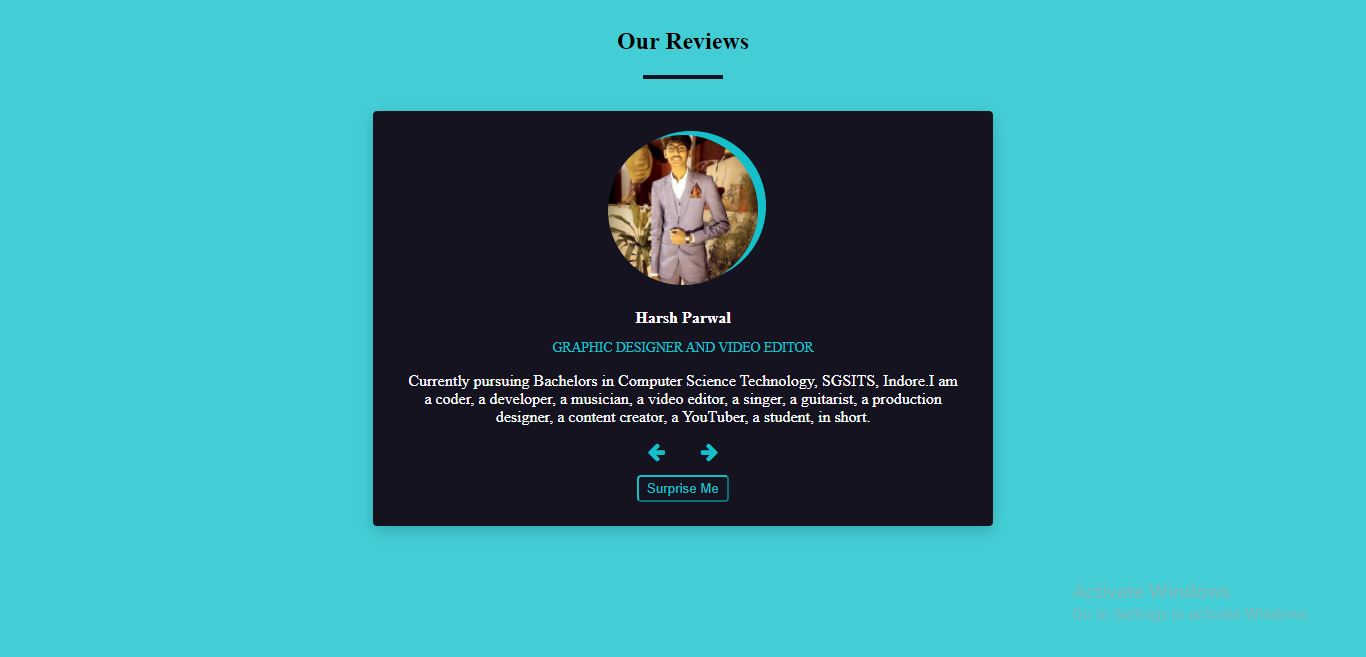 Our Reviews
Harsh Parwal
GRAPHIC DESIGNER AND VIDEO EDITOR
Currently pursuing Bachelors in Computer Science Technology, SGSITS, Indore.I am
a coder, a developer, a musician, a video editor, a singer, a guitarist, a production
designer, a content creator, a YouTuber, a student, in short.
Surprise Me
Activate Windows
Go to Settings to activate Windows.